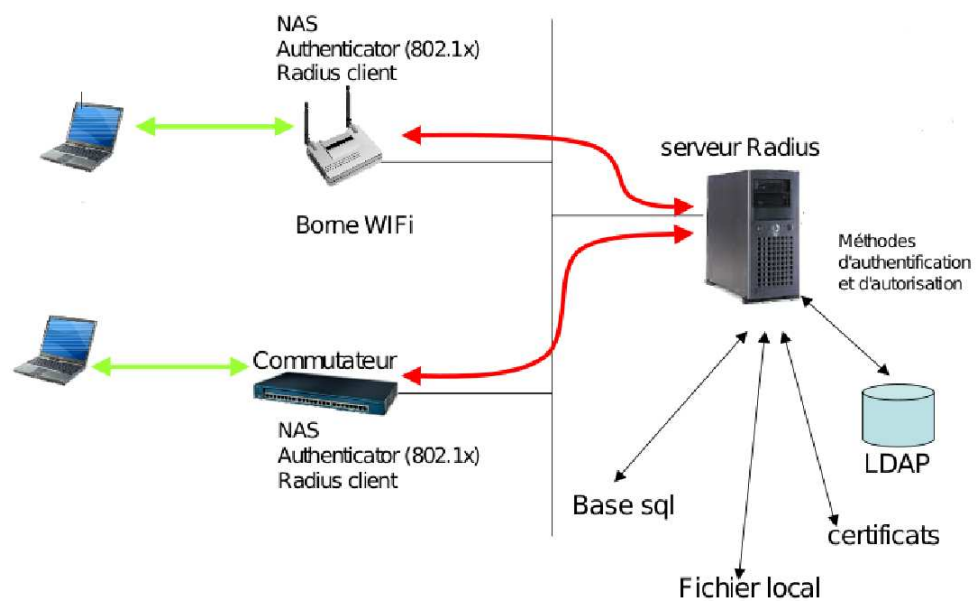 NAS
Authenticator (802.1x)
Radius client
Borne WIFi
serveur Radius
Méthodes
d'authentification
et d'autorisation
Commutateur
NAS
Authenticator (802.1x)
Radius client
LDAP
Base sql
certificats
Fichier local